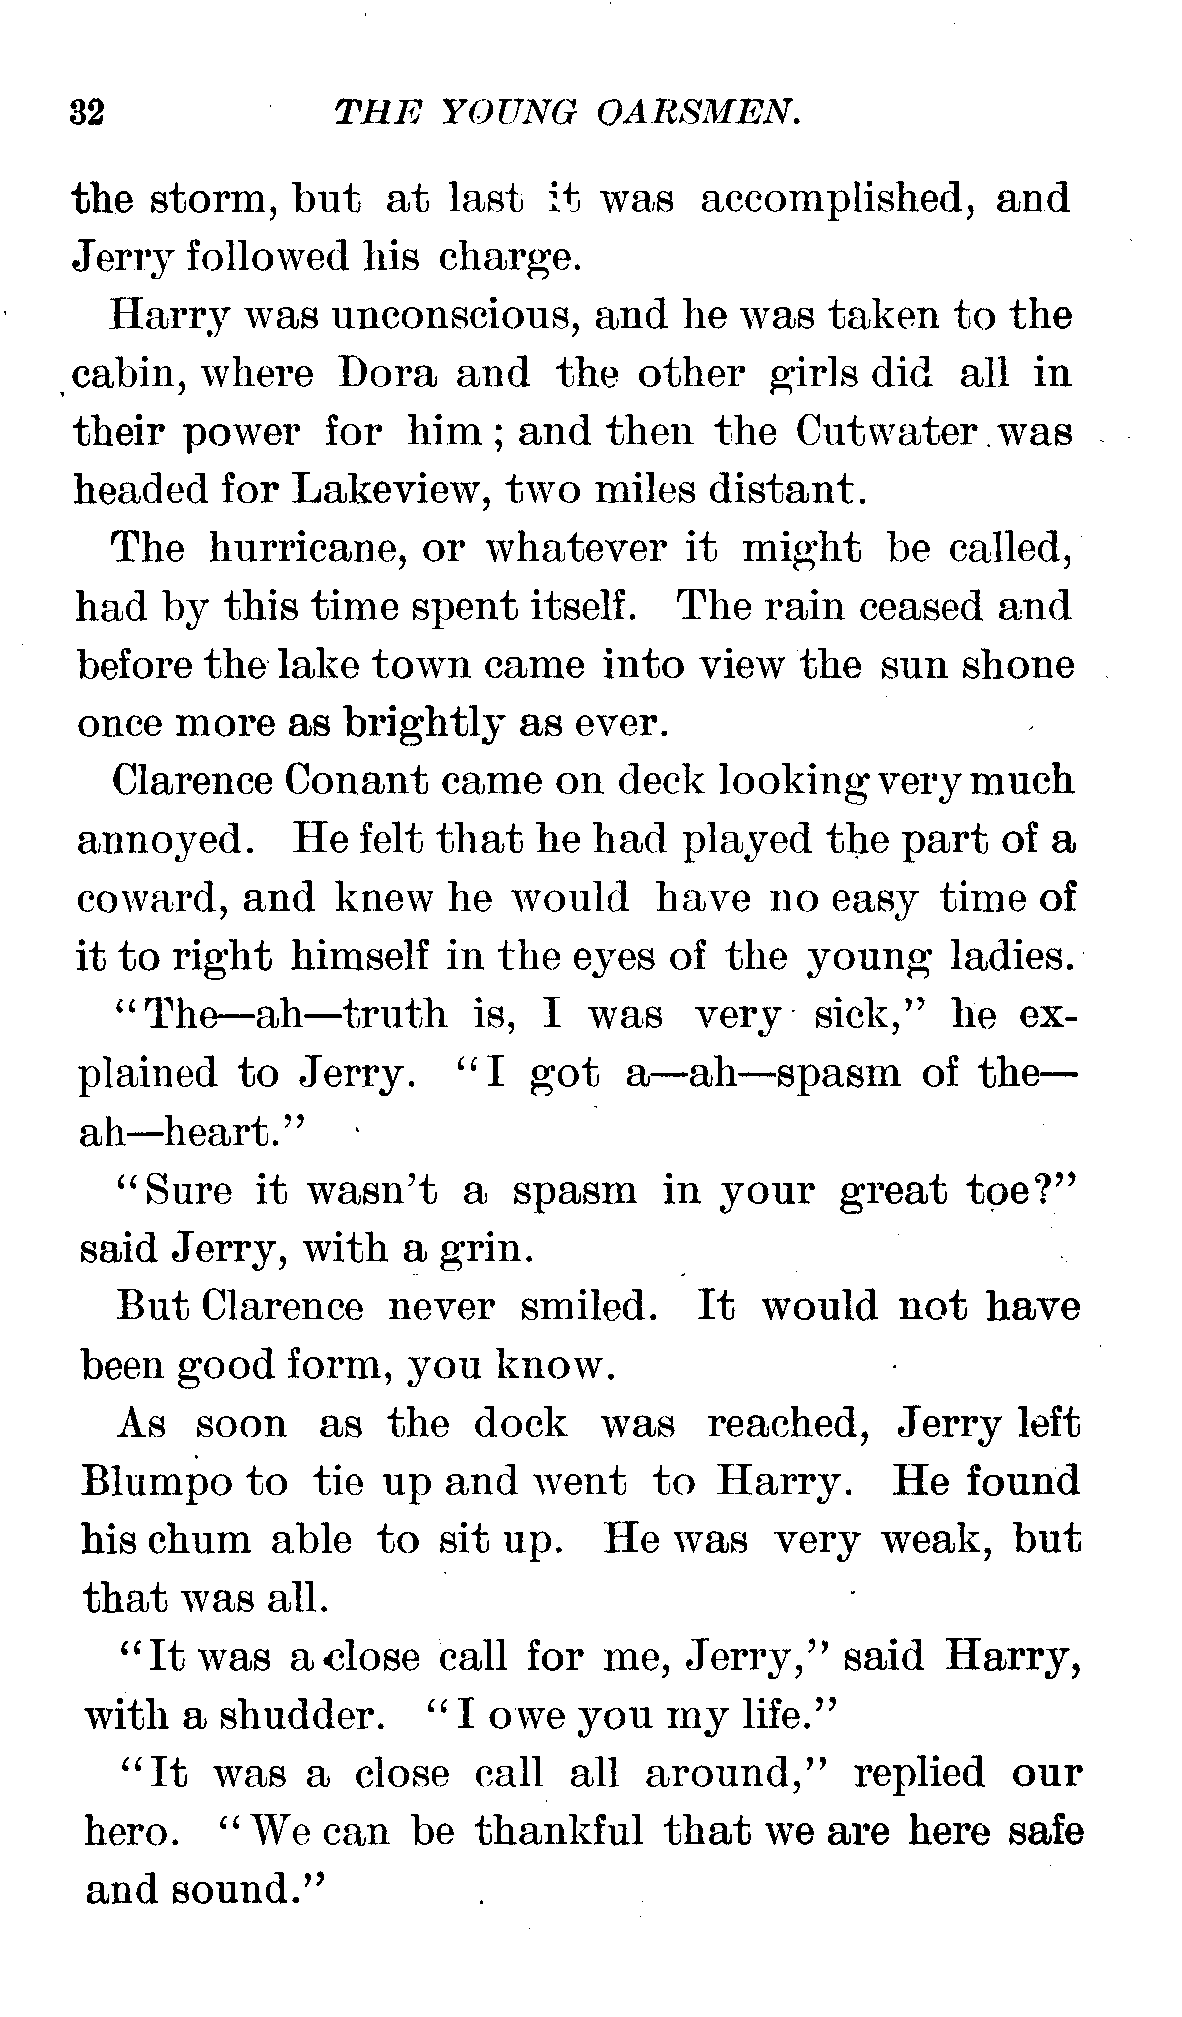 32 THE YOUNG OARSMEN.
the storm, but at last it was accomplished, and
Jerry followed his charge.
Harry was unconscious, and he was taken to the
cabin, where Dora and the other girls did all in
their power for him; and then the Cutwater was
headed for Lakeview, two miles distant.
The hurricane, or whatever it might be called,
had by this time spent itself. The rain ceased and
before the lake town came into view the sun shone
once more as brightly as ever.
Clarence Conant came on deck looking very much
annoyed. He felt that he had played the part of a
coward, and knew he would have no easy time of
it to right himself in the eyes of the young ladies.
“The—ah—truth is, I was very sick,” he ex-
plained to Jerry. “I got a—ah—spasm of the—
ah—heart.”
“Sure it wasn’t a spasm in your great toe?”
said Jerry, with a grin.
But Clarence never smiled. It would not have
been good form, you know.
As soon as the dock was reached, Jerry left
Blumpo to tie up and went to Harry. He found
his chum able to sit up. He was very weak, but
that was all.
“It was a close call for me, Jerry,” said Harry,
with a shudder. “I owe you my life.”
“It was a close call all around,” replied our
hero. “We can be thankful that we are here safe
and sound.”